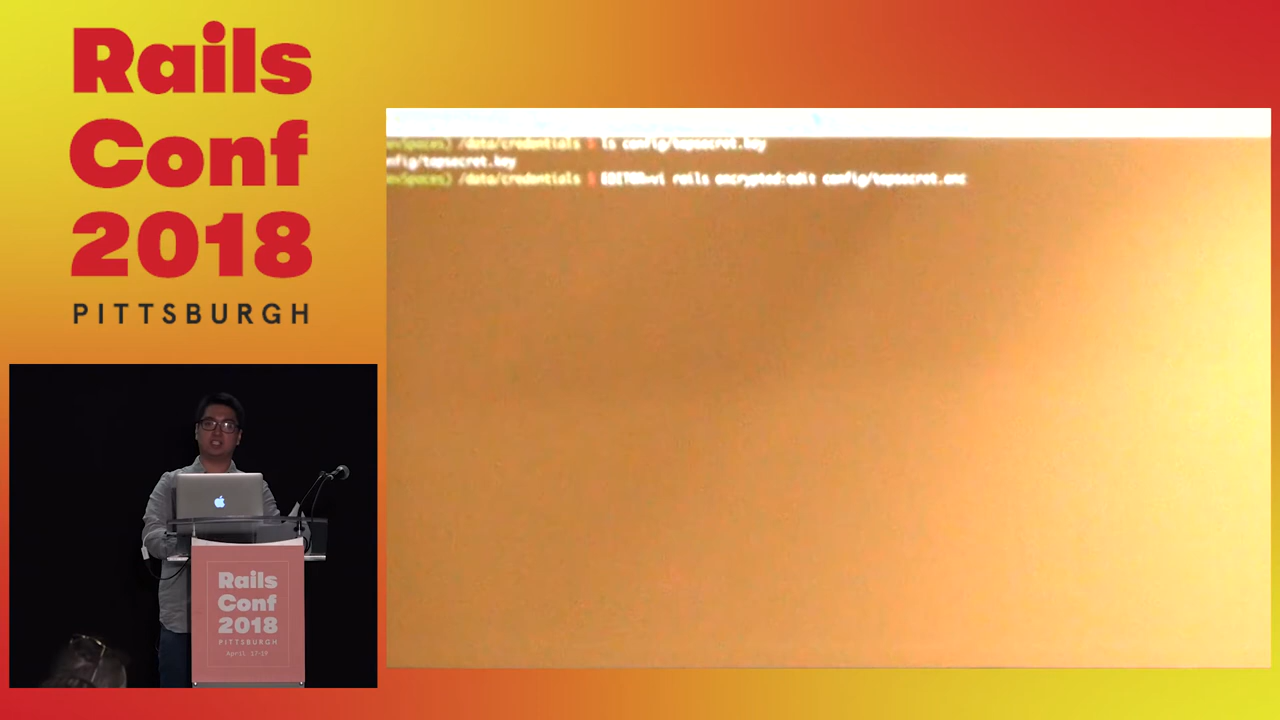 Rails
Conf
2018
PITTSBURGH
/data/credentials $ ls config/topsecret.key
nfig/topsecret.key
/data/credentials $ EDITOR=vi rails encrypted:edit config/topsecret.enc
Rails
Conf
2018
PITTSBURGH
April 17-19